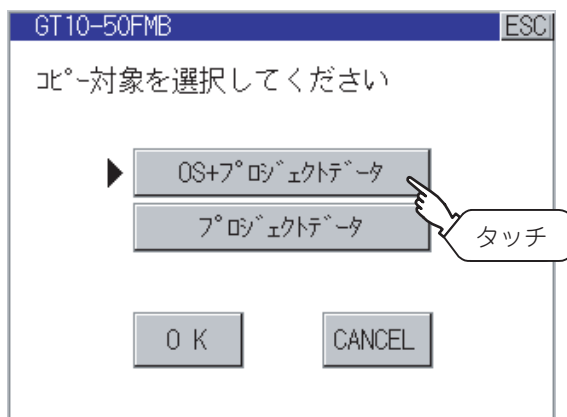 GT10-50FMB ESC
ｺﾋﾟｰ対象を選択してください
OS+ﾌﾟﾛｼﾞｪｸﾄﾃﾞｰﾀ
ﾌﾟﾛｼﾞｪｸﾄﾃﾞｰﾀ
タッチ
O K CANCEL